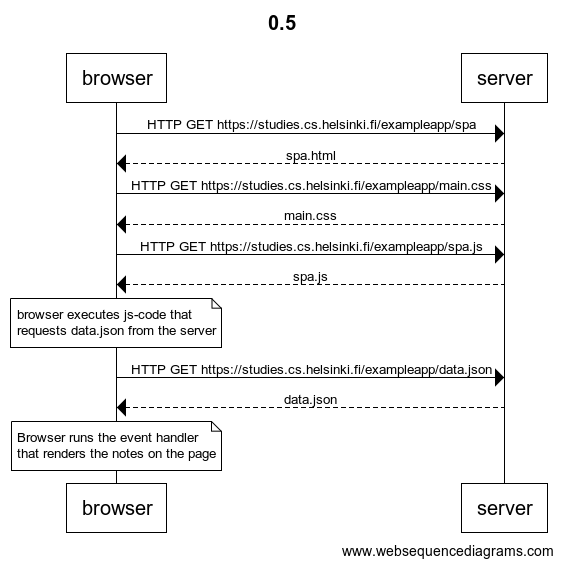 0.5
browser
server
HTTP GET https://studies.cs.helsinki.fi/exampleapp/spa
spa.html
HTTP GET https://studies.cs.helsinki.fi/exampleapp/main.css
main.css
HTTP GET https://studies.cs.helsinki.fi/exampleapp/spa.js
spa.js
browser executes js-code that
requests data.json from the server
HTTP GET https://studies.cs.helsinki.fi/exampleapp/data.json
data.json
Browser runs the event handler
that renders the notes on the page
browser
server
www.websequencediagrams.com